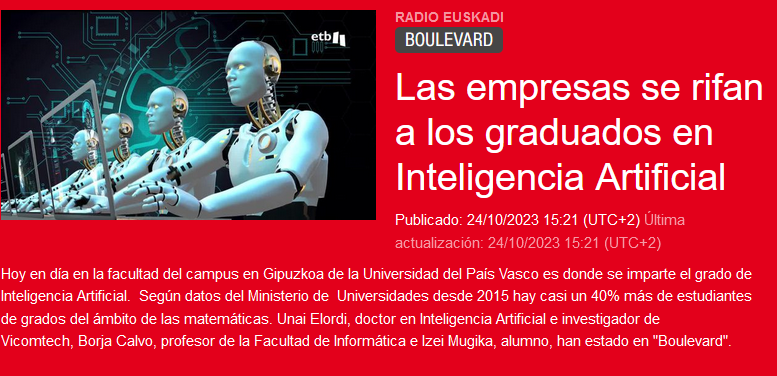 etb
RADIO EUSKADI
BOULEVARD
Las empresas se rifan
a los graduados en
Inteligencia Artificial
Publicado: 24/10/2023 15:21 (UTC+2) Última
actualización: 24/10/2023 15:21 (UTC+2)
Hoy en día en la facultad del campus en Gipuzkoa de la Universidad del País Vasco es donde se imparte el grado de
Inteligencia Artificial.  Según datos del Ministerio de  Universidades desde 2015 hay casi un 40% más de estudiantes
de grados del ámbito de las matemáticas. Unai Elordi, doctor en Inteligencia Artificial e investigador de
Vicomtech, Borja Calvo, profesor de la Facultad de Informática e Izei Mugika, alumno, han estado en "Boulevard".